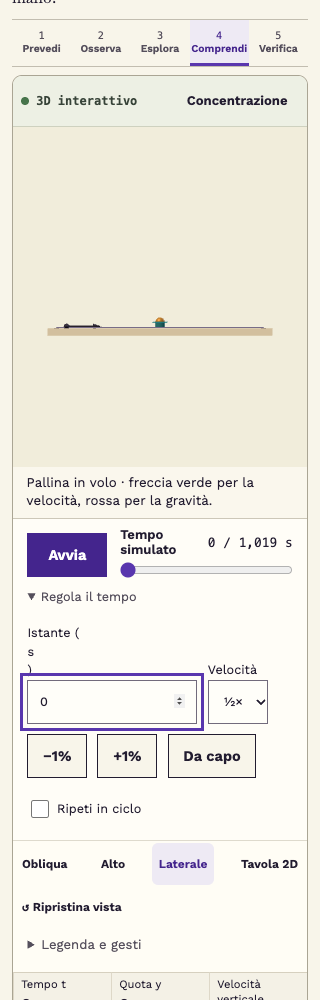 1 2 3 4 5
Prevedi Osserva Esplora Comprendi Verifica
3D interattivo Concentrazione
Pallina in volo · freccia verde per la
velocità, rossa per la gravità.
Avvia
Tempo
simulato
0 / 1,019 s
▼ Regola il tempo
Istante (
s
)
Velocità
0
½×
−1% +1% Da capo
Ripeti in ciclo
Obliqua Alto Laterale Tavola 2D
↺ Ripristina vista
▶ Legenda e gesti
Tempo t Quota y Velocità
verticale